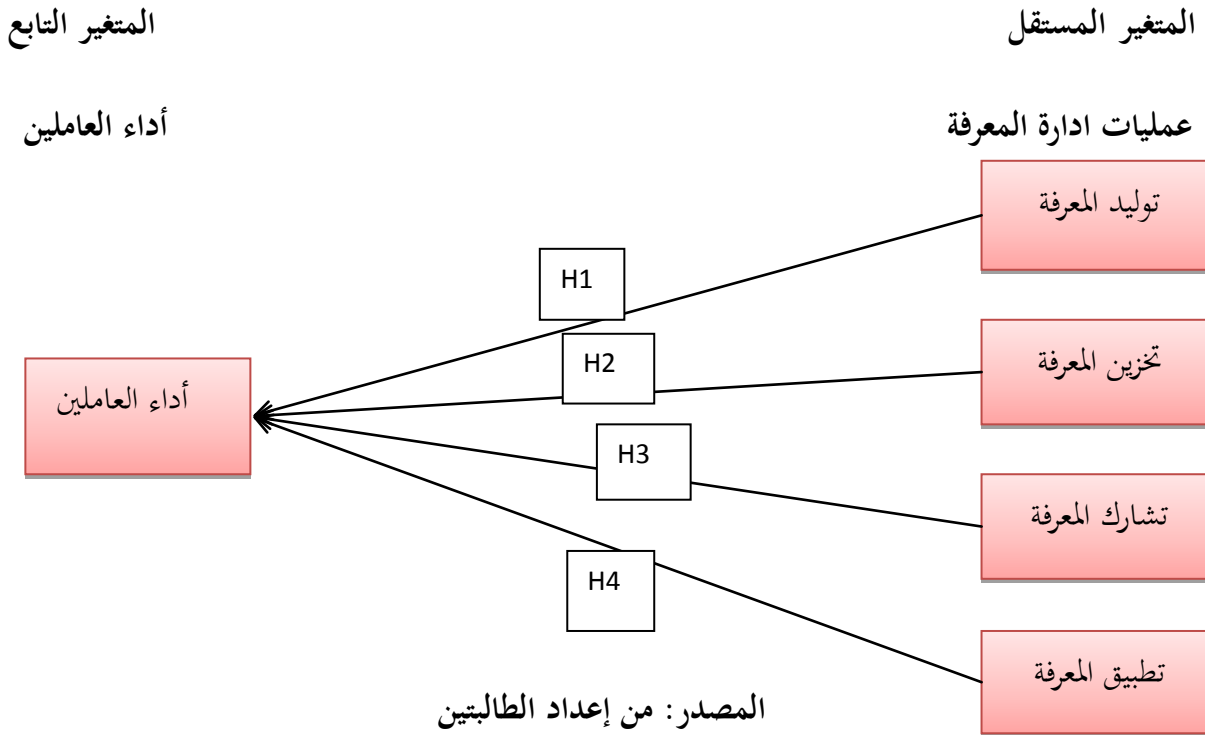 المتغير المستقل
المتغير التابع
عمليات ادارة المعرفة
أداء العاملين
توليد المعرفة
H1
تخزين المعرفة
H2
أداء العاملين
H3
تشارك المعرفة
H4
تطبيق المعرفة
المصدر: من إعداد الطالبتين